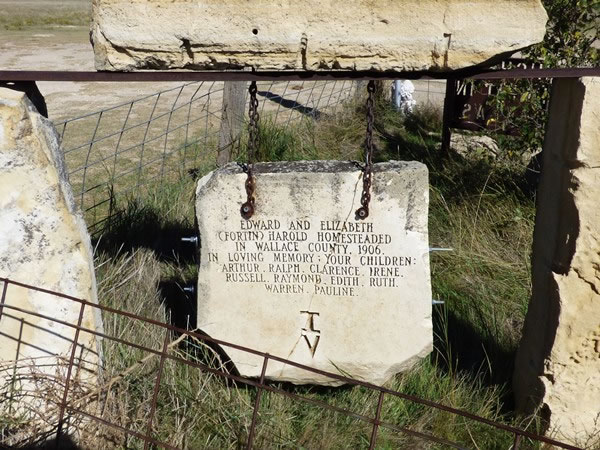 EDWARD AND ELIZABETH
(FORTIN) HAROLD HOMESTEADED
IN WALLACE COUNTY, 1906
IN LOVING MEMORY; YOUR CHILDREN:
ARTHUR. RALPH. CLARENCE. IRENE.
RUSSELL. RAYMOND. EDITH. RUTH.
WARREN. PAULINE.